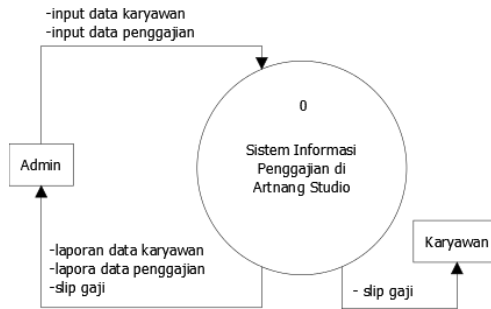 -input data karyawan
-input data penggajian
0
Sistem Informasi
Penggajian di
Artnang Studio
Admin
Karyawan
-laporan data karyawan
-lapora data penggajian
-slip gaji
- slip gaji